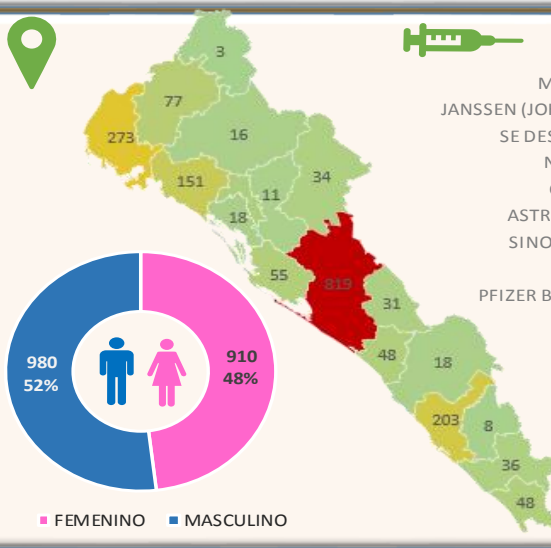 3
77
273
16
34
151
11
18
819
55
31
48
18
203
8
36
48
980
52%
910
48%
FEMENINO
MASCULINO
M
JANSSEN (JO
SE DES
N
ASTR
SINO
PFIZER B